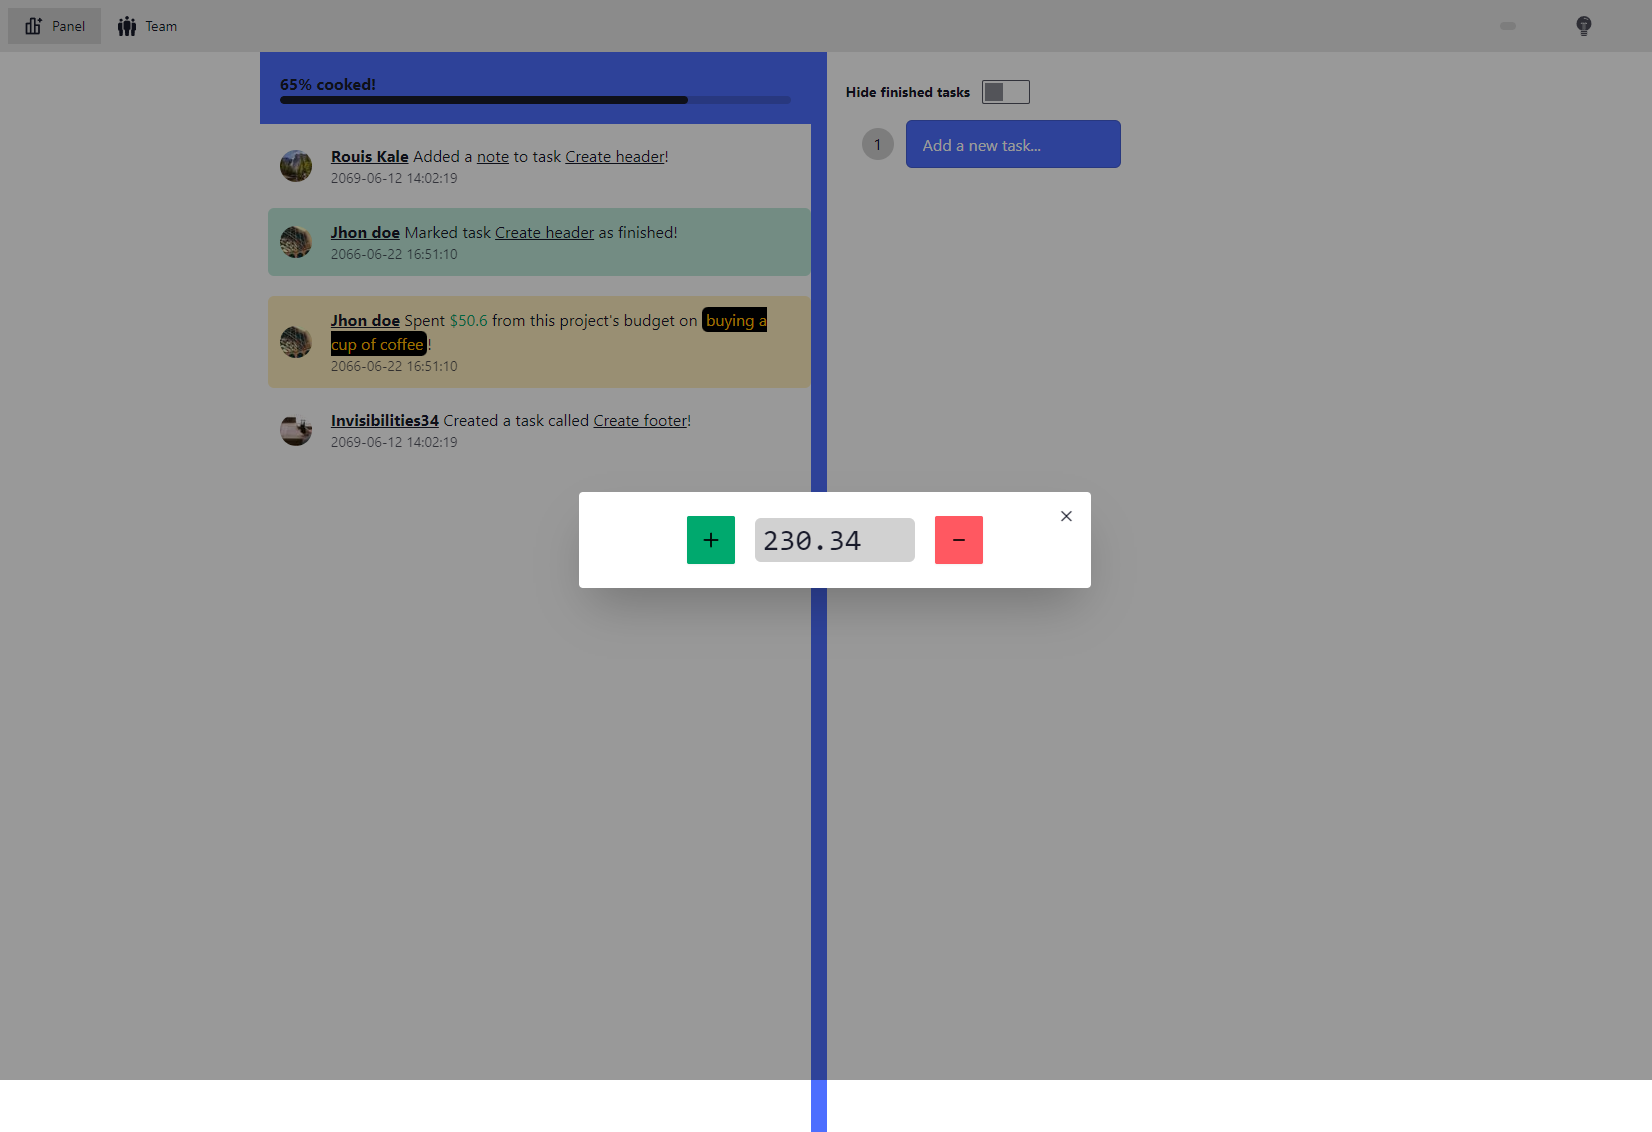 Panel
Team
65% cooked!
Rouis Kale Added a note to task Create header!
2069-06-12 14:02:19
Jhon doe Marked task Create header as finished!
2066-06-22 16:51:10
Jhon doe Spent $50.6 from this project's budget on buying a
cup of coffee!
2066-06-22 16:51:10
Invisibilities34 Created a task called Create footer!
2069-06-12 14:02:19
Hide finished tasks
1
Add a new task...
+
230.34
-
×